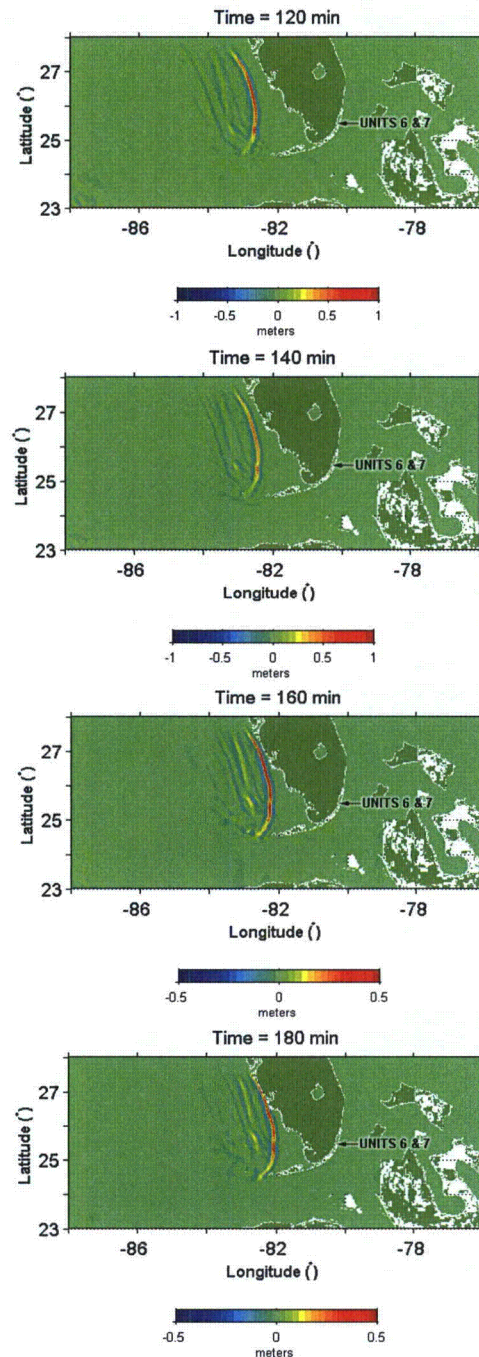 Time = 120 min
27
25
23
Latitude (°)
UNITS 6 & 7
-86 -82 -78
Longitude (°)
-1 -0.5 0 0.5 1
meters
Time = 140 min
27
25
23
Latitude (°)
UNITS 6 & 7
-86 -82 -78
Longitude (°)
-1 -0.5 0 0.5 1
meters
Time = 160 min
27
25
23
Latitude (°)
UNITS 6 & 7
-86 -82 -78
Longitude (°)
-0.5 0 0.5
meters
Time = 180 min
27
25
23
Latitude (°)
UNITS 6 & 7
-86 -82 -78
Longitude (°)
-0.5 0 0.5
meters